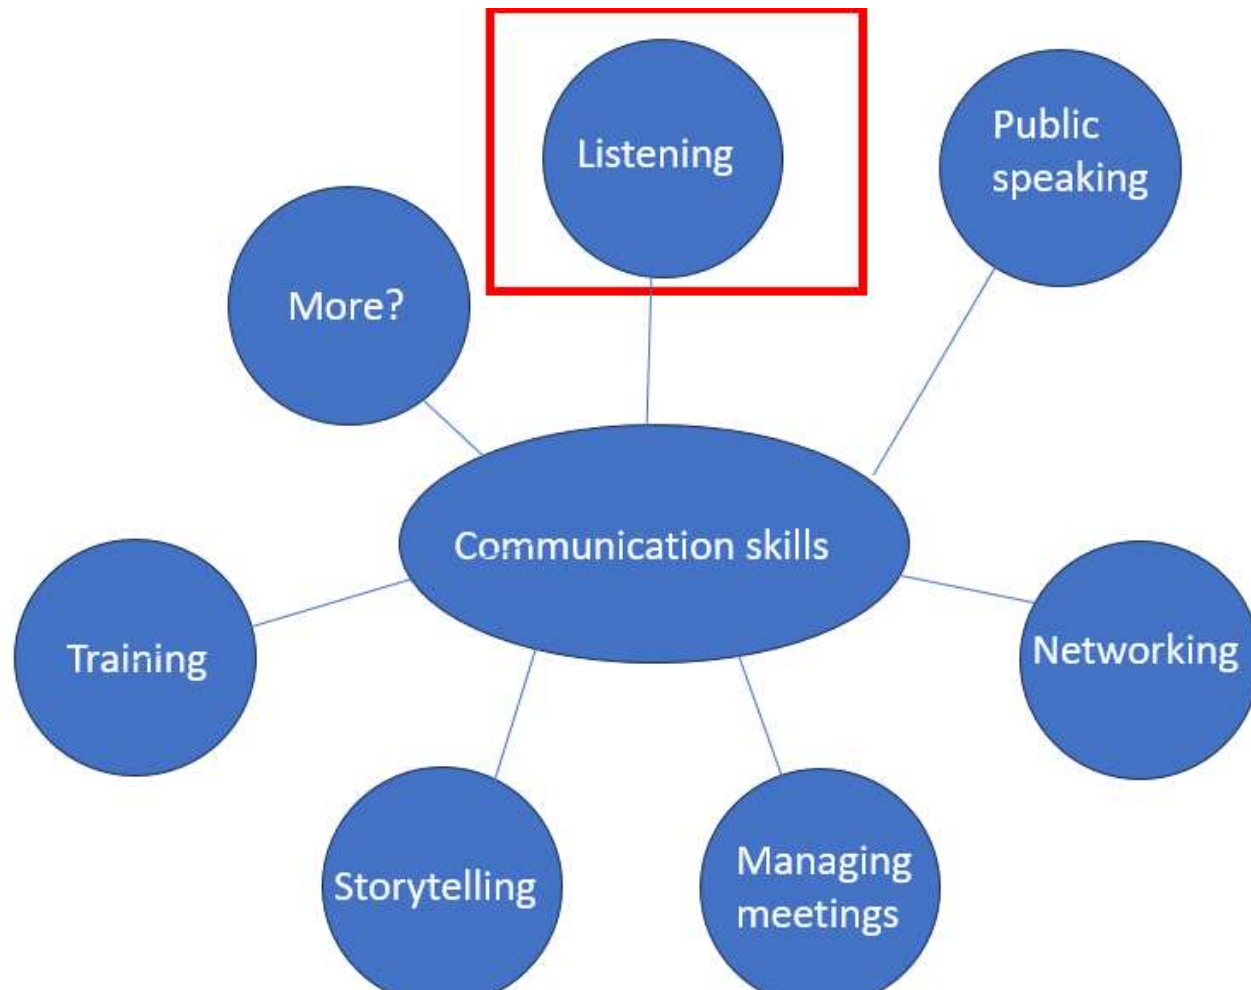 Listening
Public
speaking
More?
Communication skills
Networking
Training
Storytelling
Managing
meetings